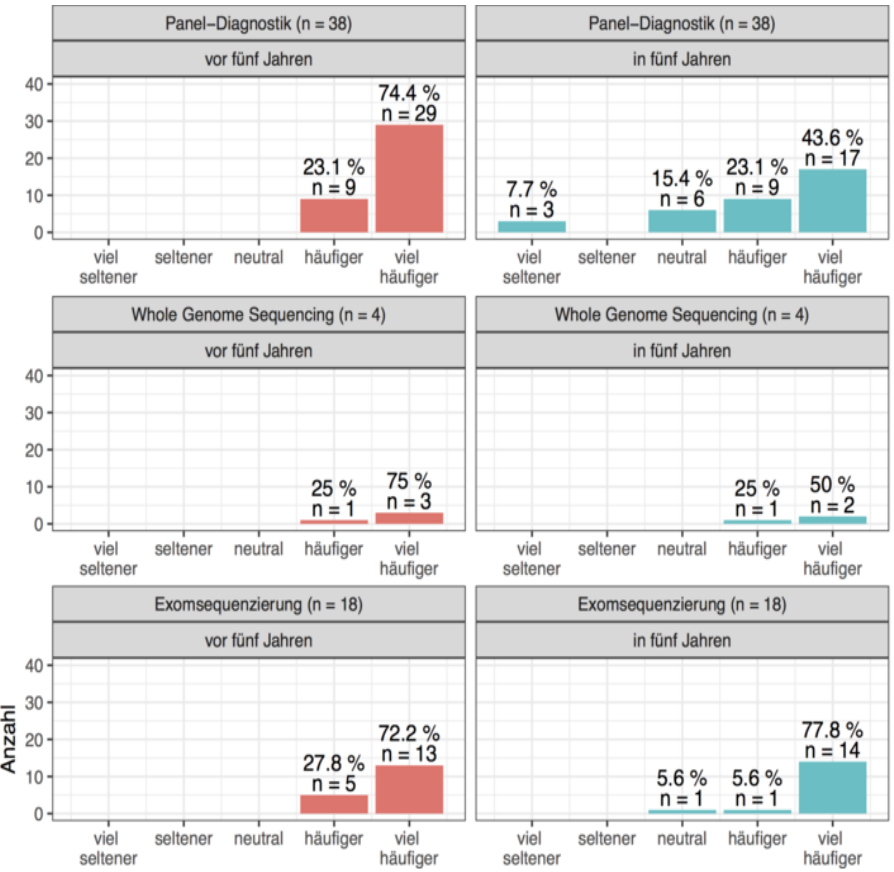 Panel-Diagnostik (n = 38)
vor fünf Jahren
40
30
20
10
0
23.1 %
n = 9
74.4 %
n = 29
viel
seltener
seltener
neutral
häufiger
viel
häufiger
Panel-Diagnostik (n = 38)
in fünf Jahren
7.7 %
n = 3
15.4 %
n = 6
23.1 %
n = 9
43.6 %
n = 17
viel
seltener
seltener
neutral
häufiger
viel
häufiger
Whole Genome Sequencing (n = 4)
vor fünf Jahren
40
30
20
10
0
25 %
n = 1
75 %
n = 3
viel
seltener
seltener
neutral
häufiger
viel
häufiger
Whole Genome Sequencing (n = 4)
in fünf Jahren
25 %
n = 1
50 %
n = 2
viel
seltener
seltener
neutral
häufiger
viel
häufiger
Exomsequenzierung (n = 18)
vor fünf Jahren
Anzahl
40
30
20
10
0
27.8 %
n = 5
72.2 %
n = 13
viel
seltener
seltener
neutral
häufiger
viel
häufiger
Exomsequenzierung (n = 18)
in fünf Jahren
5.6 %
n = 1
5.6 %
n = 1
77.8 %
n = 14
viel
seltener
seltener
neutral
häufiger
viel
häufiger